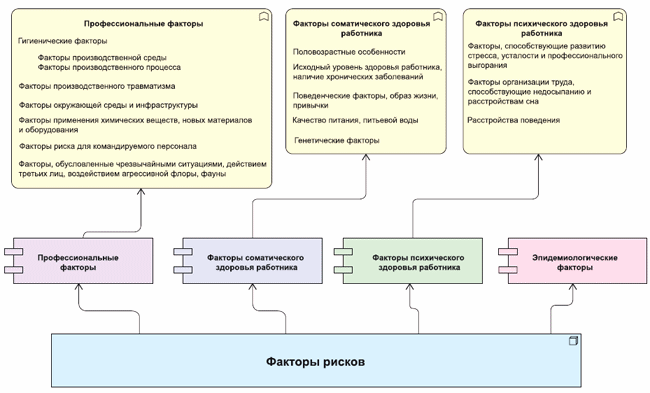 Профессиональные факторы
Гигиенические факторы
Факторы производственной среды
Факторы производственного процесса
Факторы производственного травматизма
Факторы окружающей среды и инфраструктуры
Факторы применения химических веществ, новых материалов
и оборудования
Факторы риска для командируемого персонала
Факторы, обусловленные чрезвычайными ситуациями, действием
третьих лиц, воздействием агрессивной флоры, фауны
Факторы соматического здоровья
работника
Половозрастные особенности
Исходный уровень здоровья работника,
наличие хронических заболеваний
Поведенческие факторы, образ жизни,
привычки
Качество питания, питьевой воды
Генетические факторы
Факторы психического здоровья
работника
Факторы, способствующие развитию
стресса, усталости и профессионального
выгорания
Факторы организации труда,
способствующие недосыпанию и
расстройствам сна
Расстройства поведения
Профессиональные
факторы
Факторы соматического
здоровья работника
Факторы психического
здоровья работника
Эпидемиологические
факторы
Факторы рисков